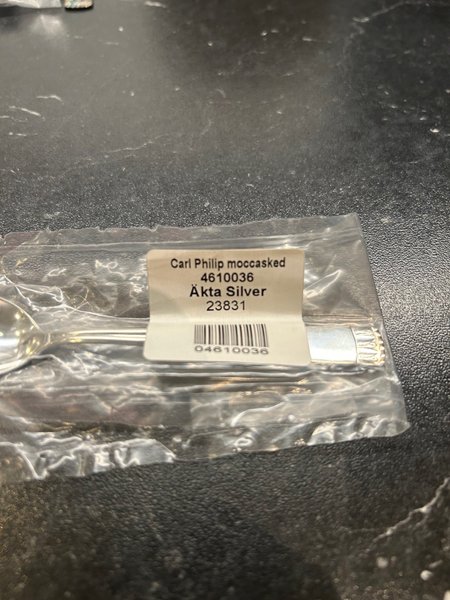 Carl Philip moccasked
4610036
Äkta Silver
23831
04610036